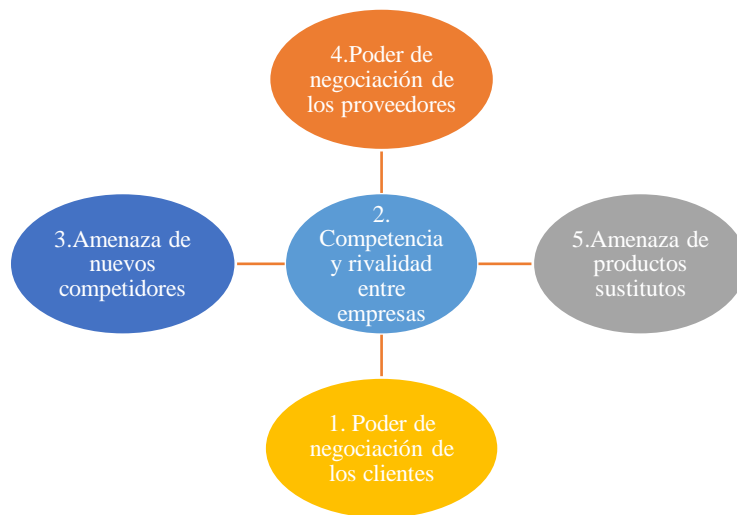 4.Poder de
negociación de
los proveedores
3.Amenaza de
nuevos
competidores
2.
Competencia
y rivalidad
entre
empresas
5.Amenaza de
productos
sustitutos
1. Poder de
negociación de
los clientes